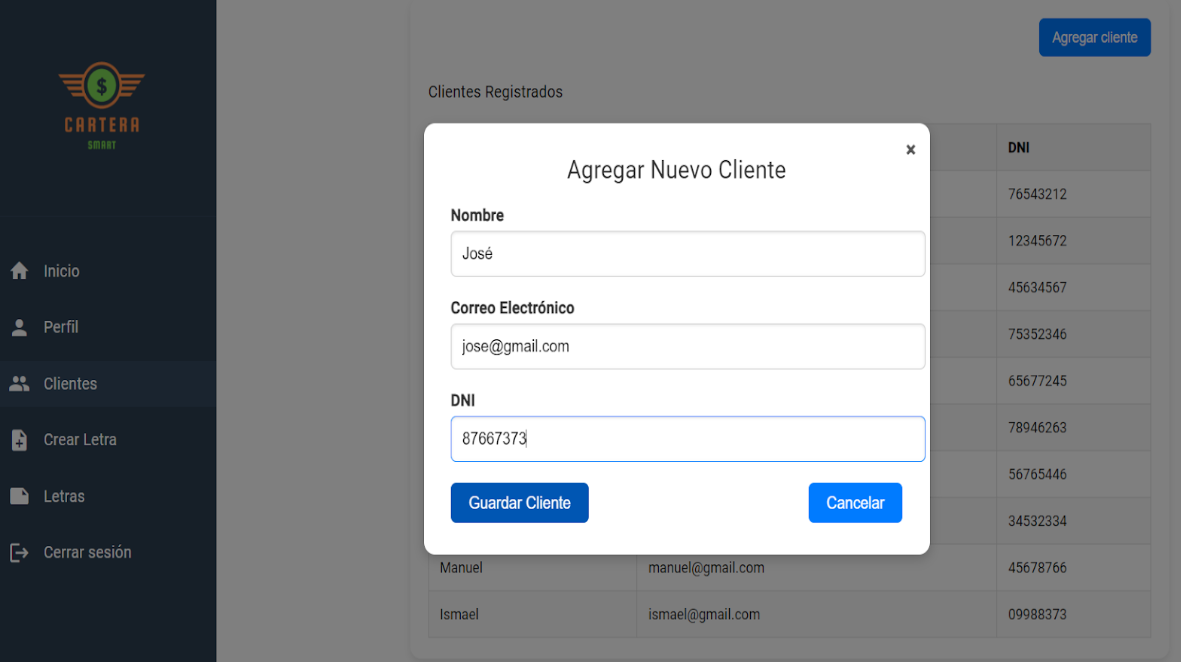 $
CARTERA
SMART
Inicio
Perfil
Clientes
Crear Letra
Letras
Cerrar sesión
Agregar cliente
Clientes Registrados
DNI
76543212
12345672
45634567
75352346
65677245
78946263
56765446
34532334
Manuel manuel@gmail.com 45678766
Ismael ismael@gmail.com 09988373
×
Agregar Nuevo Cliente
Nombre
José
Correo Electrónico
jose@gmail.com
DNI
87667373
Guardar Cliente Cancelar